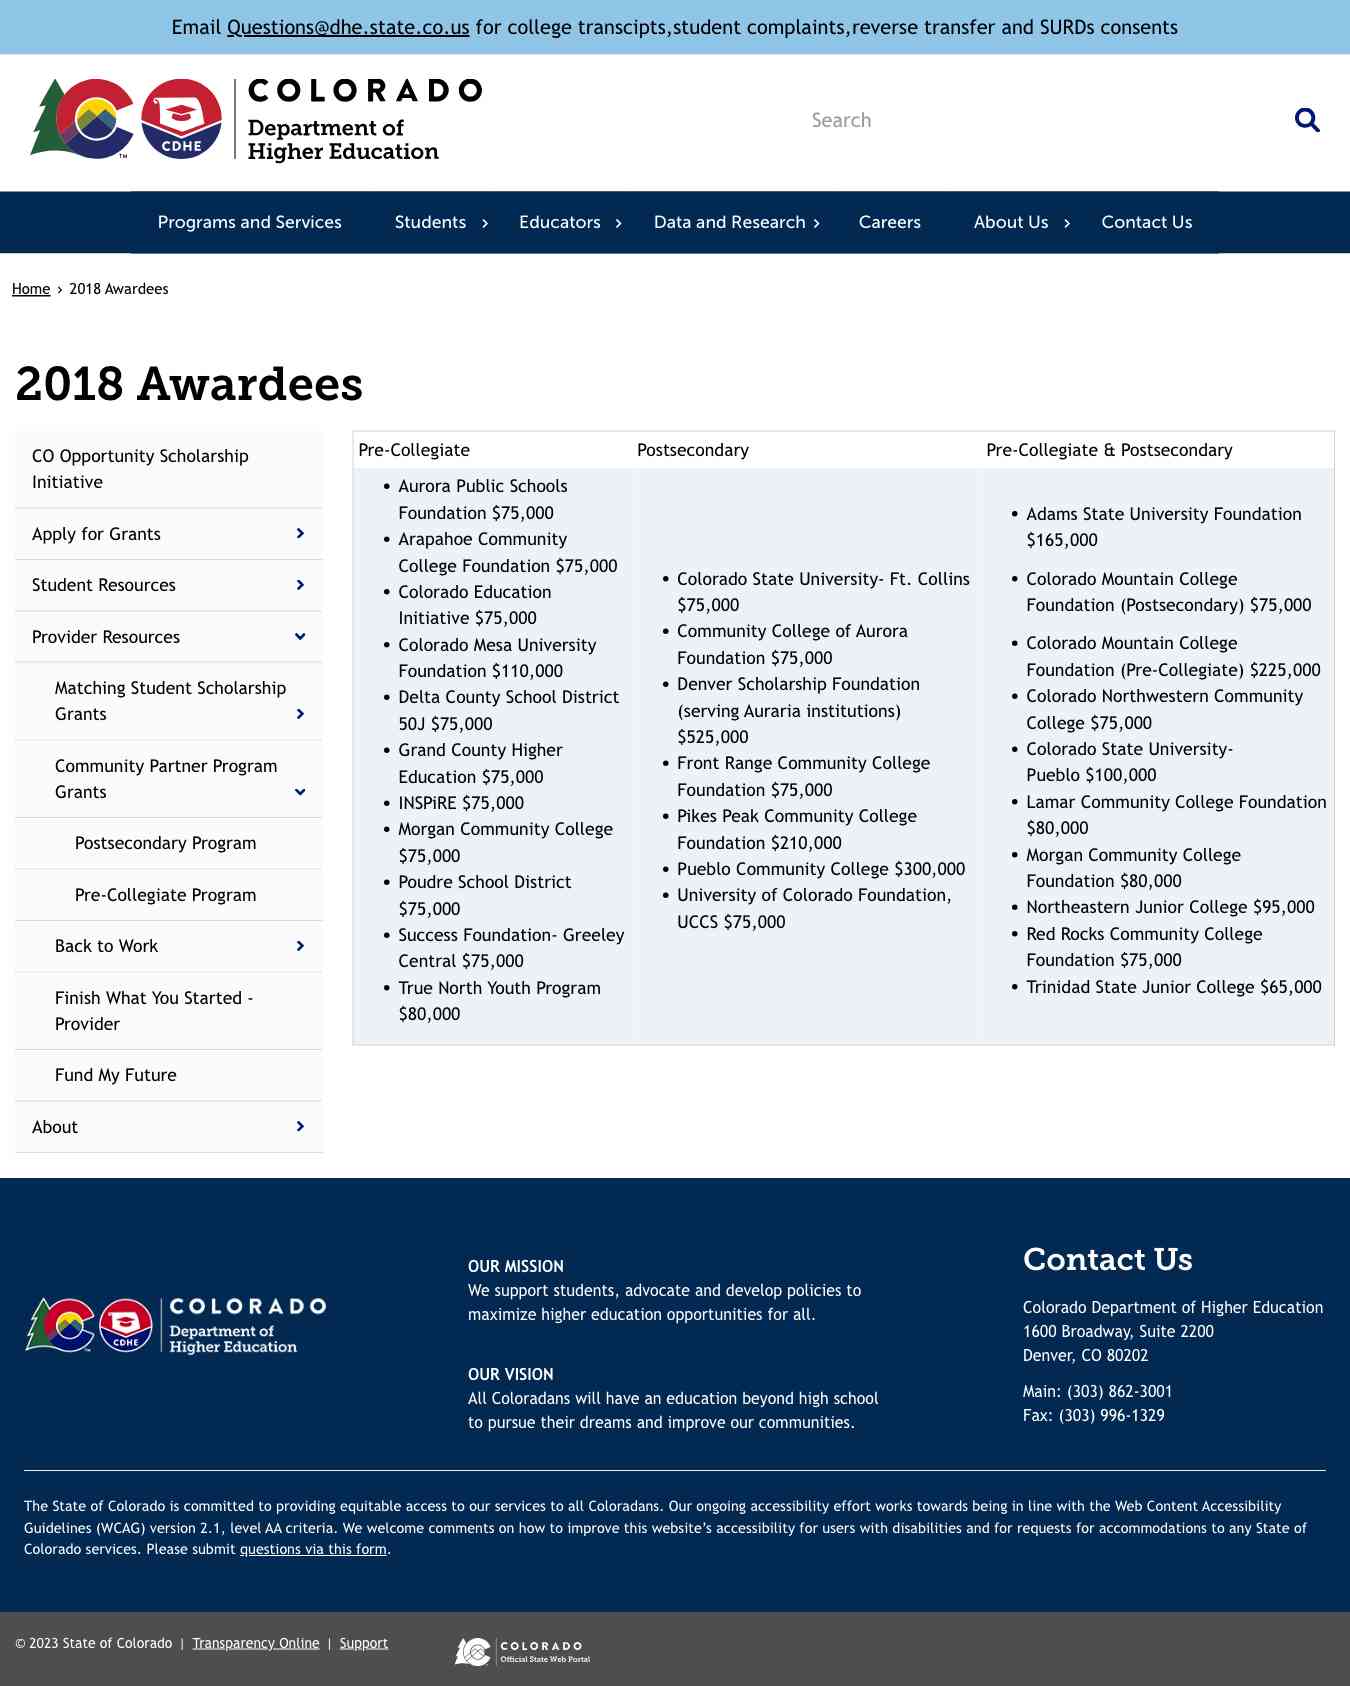 Email Questions@dhe.state.co.us for college transcipts,student complaints,reverse transfer and SURDs consents
CDHE
TM
COLORADO
Department of
Higher Education
Search
Programs and Services Students Educators Data and Research Careers About Us Contact Us
Home › 2018 Awardees
2018 Awardees
CO Opportunity Scholarship
Initiative
Apply for Grants
Student Resources
Provider Resources
Matching Student Scholarship
Grants
Community Partner Program
Grants
Postsecondary Program
Pre-Collegiate Program
Back to Work
Finish What You Started -
Provider
Fund My Future
About
Pre-Collegiate
• Aurora Public Schools
Foundation $75,000
• Arapahoe Community
College Foundation $75,000
• Colorado Education
Initiative $75,000
• Colorado Mesa University
Foundation $110,000
• Delta County School District
50J $75,000
• Grand County Higher
Education $75,000
• INSPiRE $75,000
• Morgan Community College
$75,000
• Poudre School District
$75,000
• Success Foundation- Greeley
Central $75,000
• True North Youth Program
$80,000
Postsecondary
• Colorado State University- Ft. Collins
$75,000
• Community College of Aurora
Foundation $75,000
• Denver Scholarship Foundation
(serving Auraria institutions)
$525,000
• Front Range Community College
Foundation $75,000
• Pikes Peak Community College
Foundation $210,000
• Pueblo Community College $300,000
• University of Colorado Foundation,
UCCS $75,000
Pre-Collegiate & Postsecondary
• Adams State University Foundation
$165,000
• Colorado Mountain College
Foundation (Postsecondary) $75,000
• Colorado Mountain College
Foundation (Pre-Collegiate) $225,000
• Colorado Northwestern Community
College $75,000
• Colorado State University-
Pueblo $100,000
• Lamar Community College Foundation
$80,000
• Morgan Community College
Foundation $80,000
• Northeastern Junior College $95,000
• Red Rocks Community College
Foundation $75,000
• Trinidad State Junior College $65,000
CDHE
TM
COLORADO
Department of
Higher Education
OUR MISSION
We support students, advocate and develop policies to
maximize higher education opportunities for all.
OUR VISION
All Coloradans will have an education beyond high school
to pursue their dreams and improve our communities.
Contact Us
Colorado Department of Higher Education
1600 Broadway, Suite 2200
Denver, CO 80202
Main: (303) 862-3001
Fax: (303) 996-1329
The State of Colorado is committed to providing equitable access to our services to all Coloradans. Our ongoing accessibility effort works towards being in line with the Web Content Accessibility
Guidelines (WCAG) version 2.1, level AA criteria. We welcome comments on how to improve this website's accessibility for users with disabilities and for requests for accommodations to any State of
Colorado services. Please submit questions via this form.
© 2023 State of Colorado | Transparency Online | Support
COLORADO
Official State Web Portal